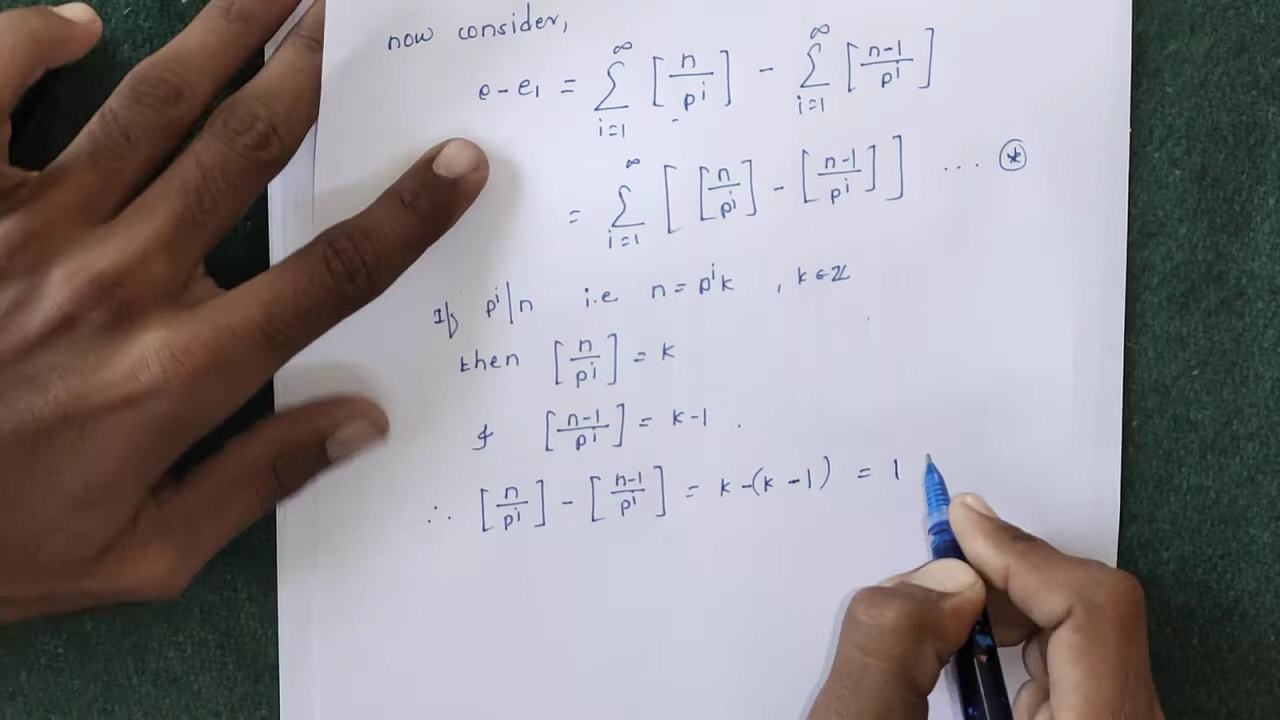 now consider,
e - e₁ = ∞∑i=1 [n/pⁱ] - ∞∑i=1 [n-1/pⁱ]
= ∞∑i=1 [ [n/pⁱ] - [n-1/pⁱ] ] ... ⊛
If pⁱ|n i.e n = pⁱk , k∈ℤ
then [n/pⁱ] = k
& [n-1/pⁱ] = k-1 .
∴ [n/pⁱ] - [n-1/pⁱ] = k-(k-1) = 1